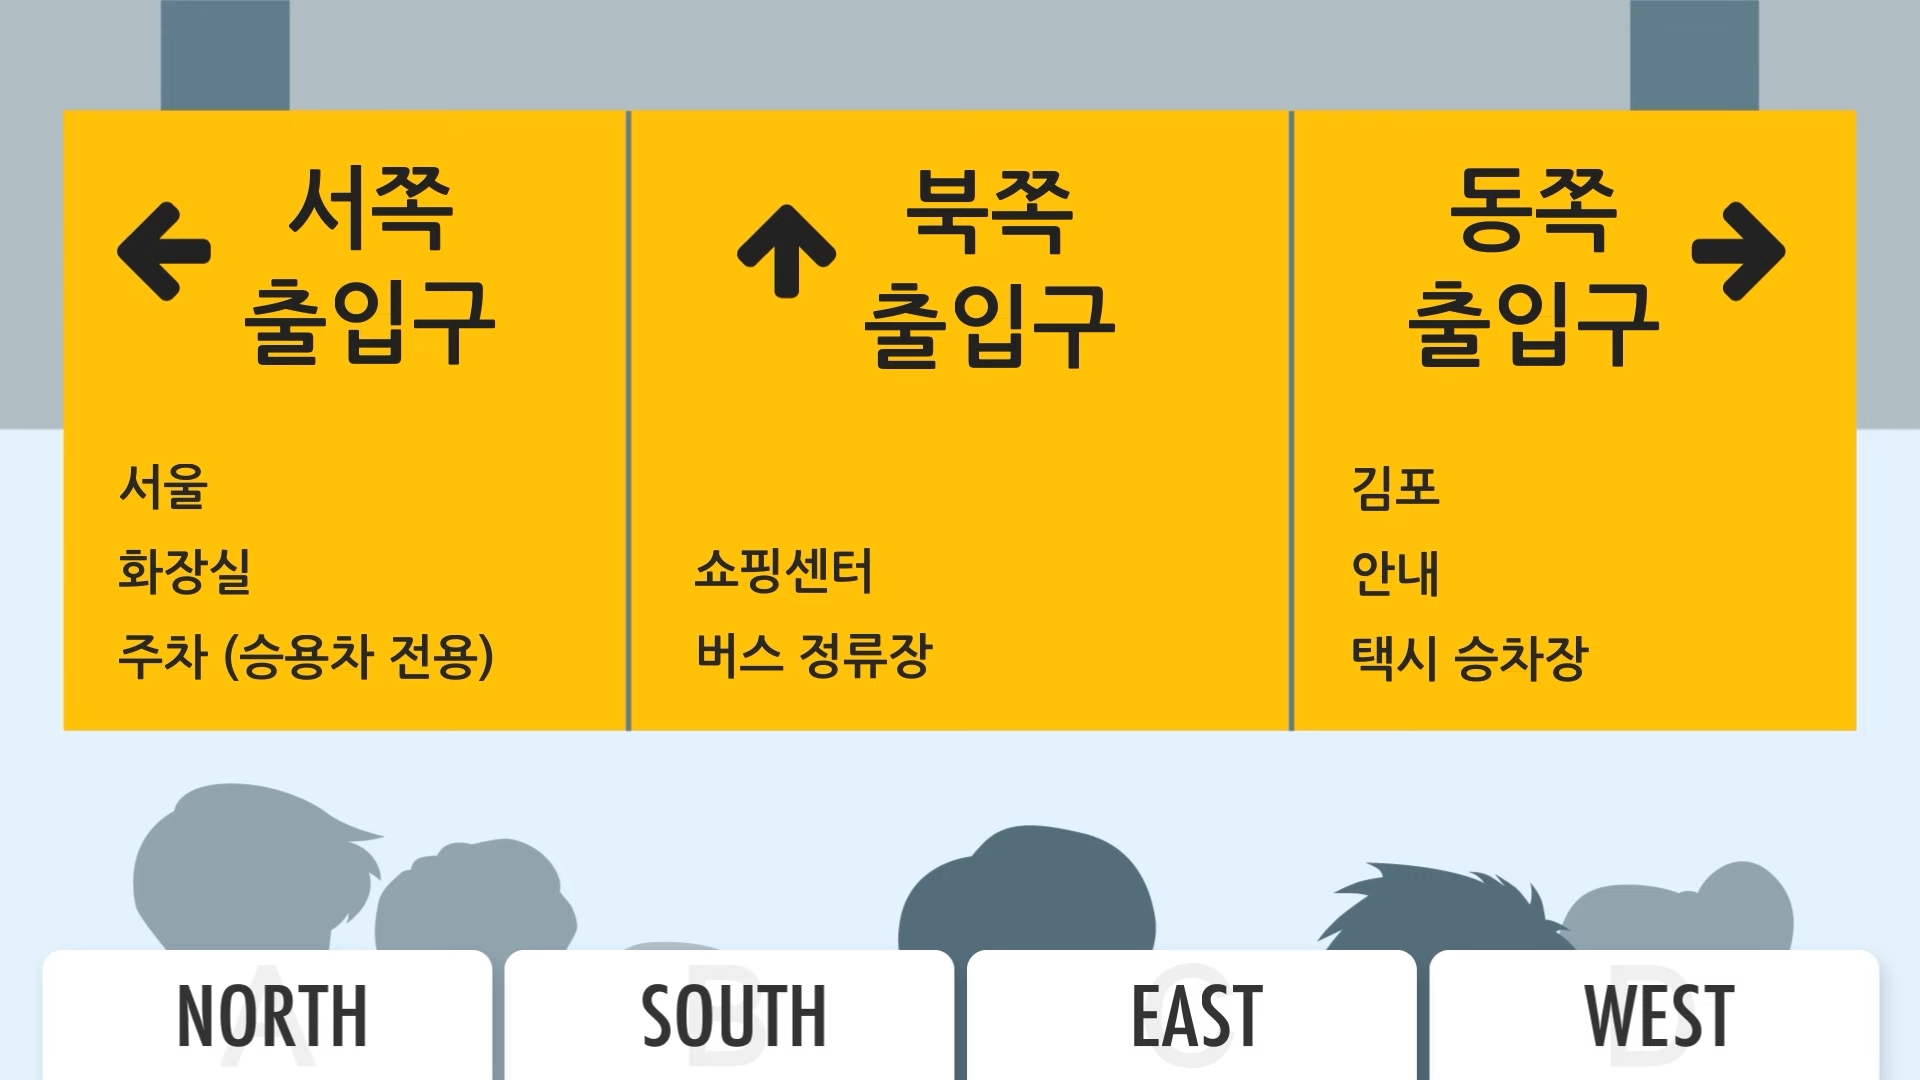 서쪽
출입구
서울
화장실
주차 (승용차 전용)
북쪽
출입구
쇼핑센터
버스 정류장
동쪽
출입구
김포
안내
택시 승차장
A NORTH
B SOUTH
C EAST
D WEST